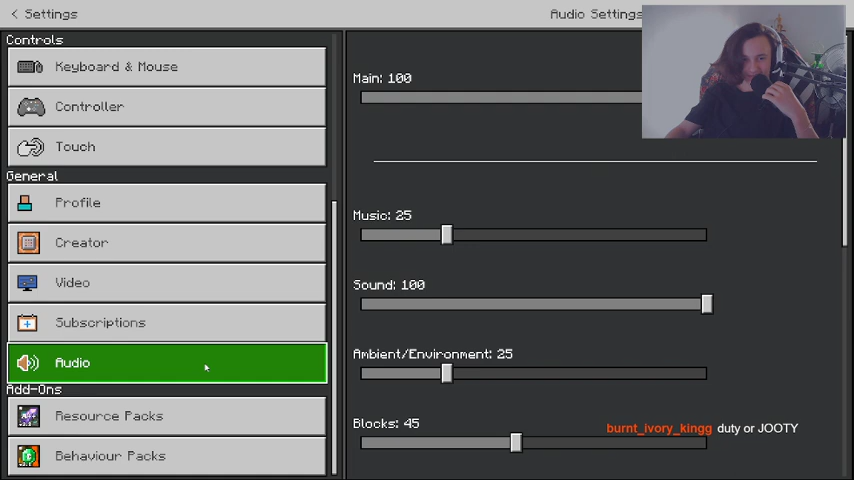 < Settings
Audio Settings
Controls
Keyboard & Mouse
Controller
Touch
General
Profile
Creator
Video
Subscriptions
Audio
Add-Ons
Resource Packs
Behaviour Packs
Main: 100
Music: 25
Sound: 100
Ambient/Environment: 25
Blocks: 45
burnt_ivory_kingg duty or JOOTY